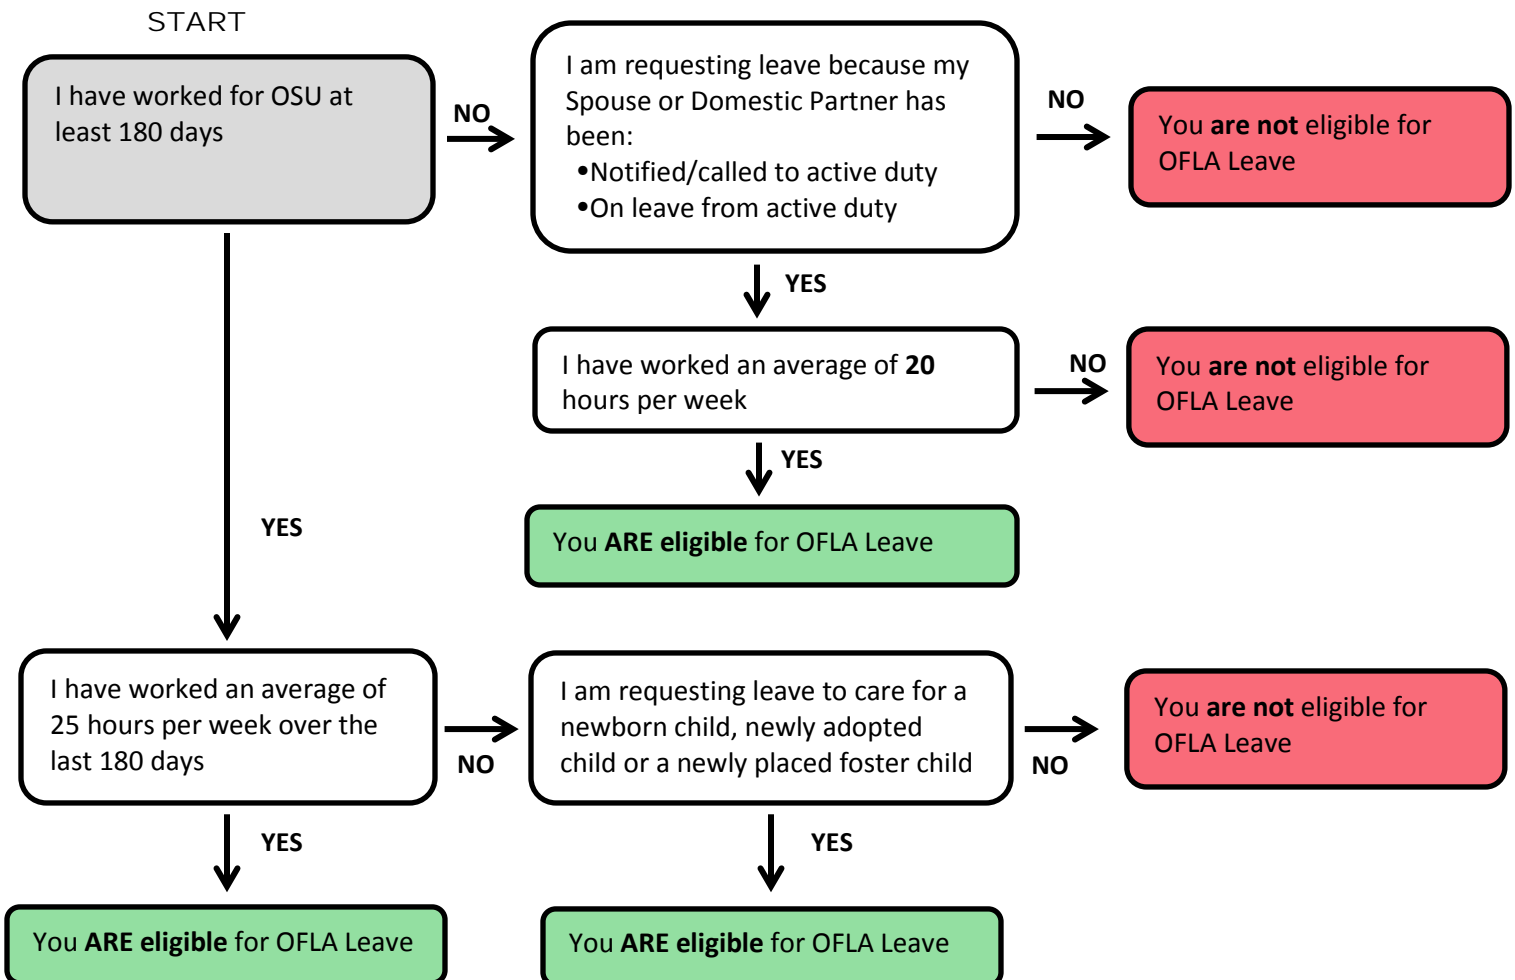 START
I have worked for OSU at
least 180 days
NO
I am requesting leave because my
Spouse or Domestic Partner has
been:
•Notified/called to active duty
•On leave from active duty
NO
You are not eligible for
OFLA Leave
YES
I have worked an average of 20
hours per week
NO
You are not eligible for
OFLA Leave
YES
You ARE eligible for OFLA Leave
YES
I have worked an average of
25 hours per week over the
last 180 days
NO
I am requesting leave to care for a
newborn child, newly adopted
child or a newly placed foster child
NO
You are not eligible for
OFLA Leave
YES
You ARE eligible for OFLA Leave
YES
You ARE eligible for OFLA Leave